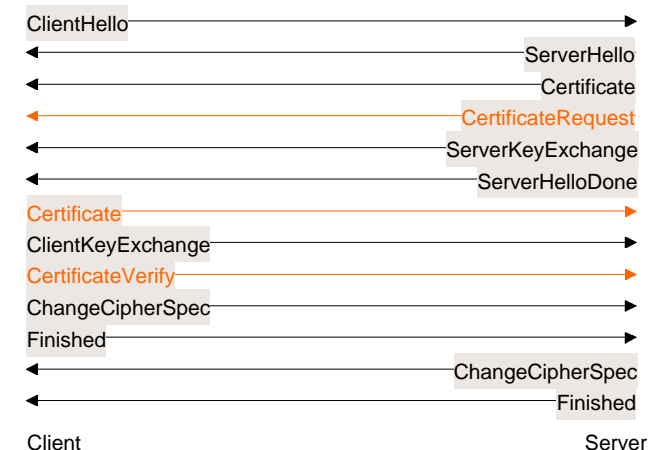 ClientHello
ServerHello
Certificate
CertificateRequest
ServerKeyExchange
ServerHelloDone
Certificate
ClientKeyExchange
CertificateVerify
ChangeCipherSpec
Finished
ChangeCipherSpec
Finished
Client Server